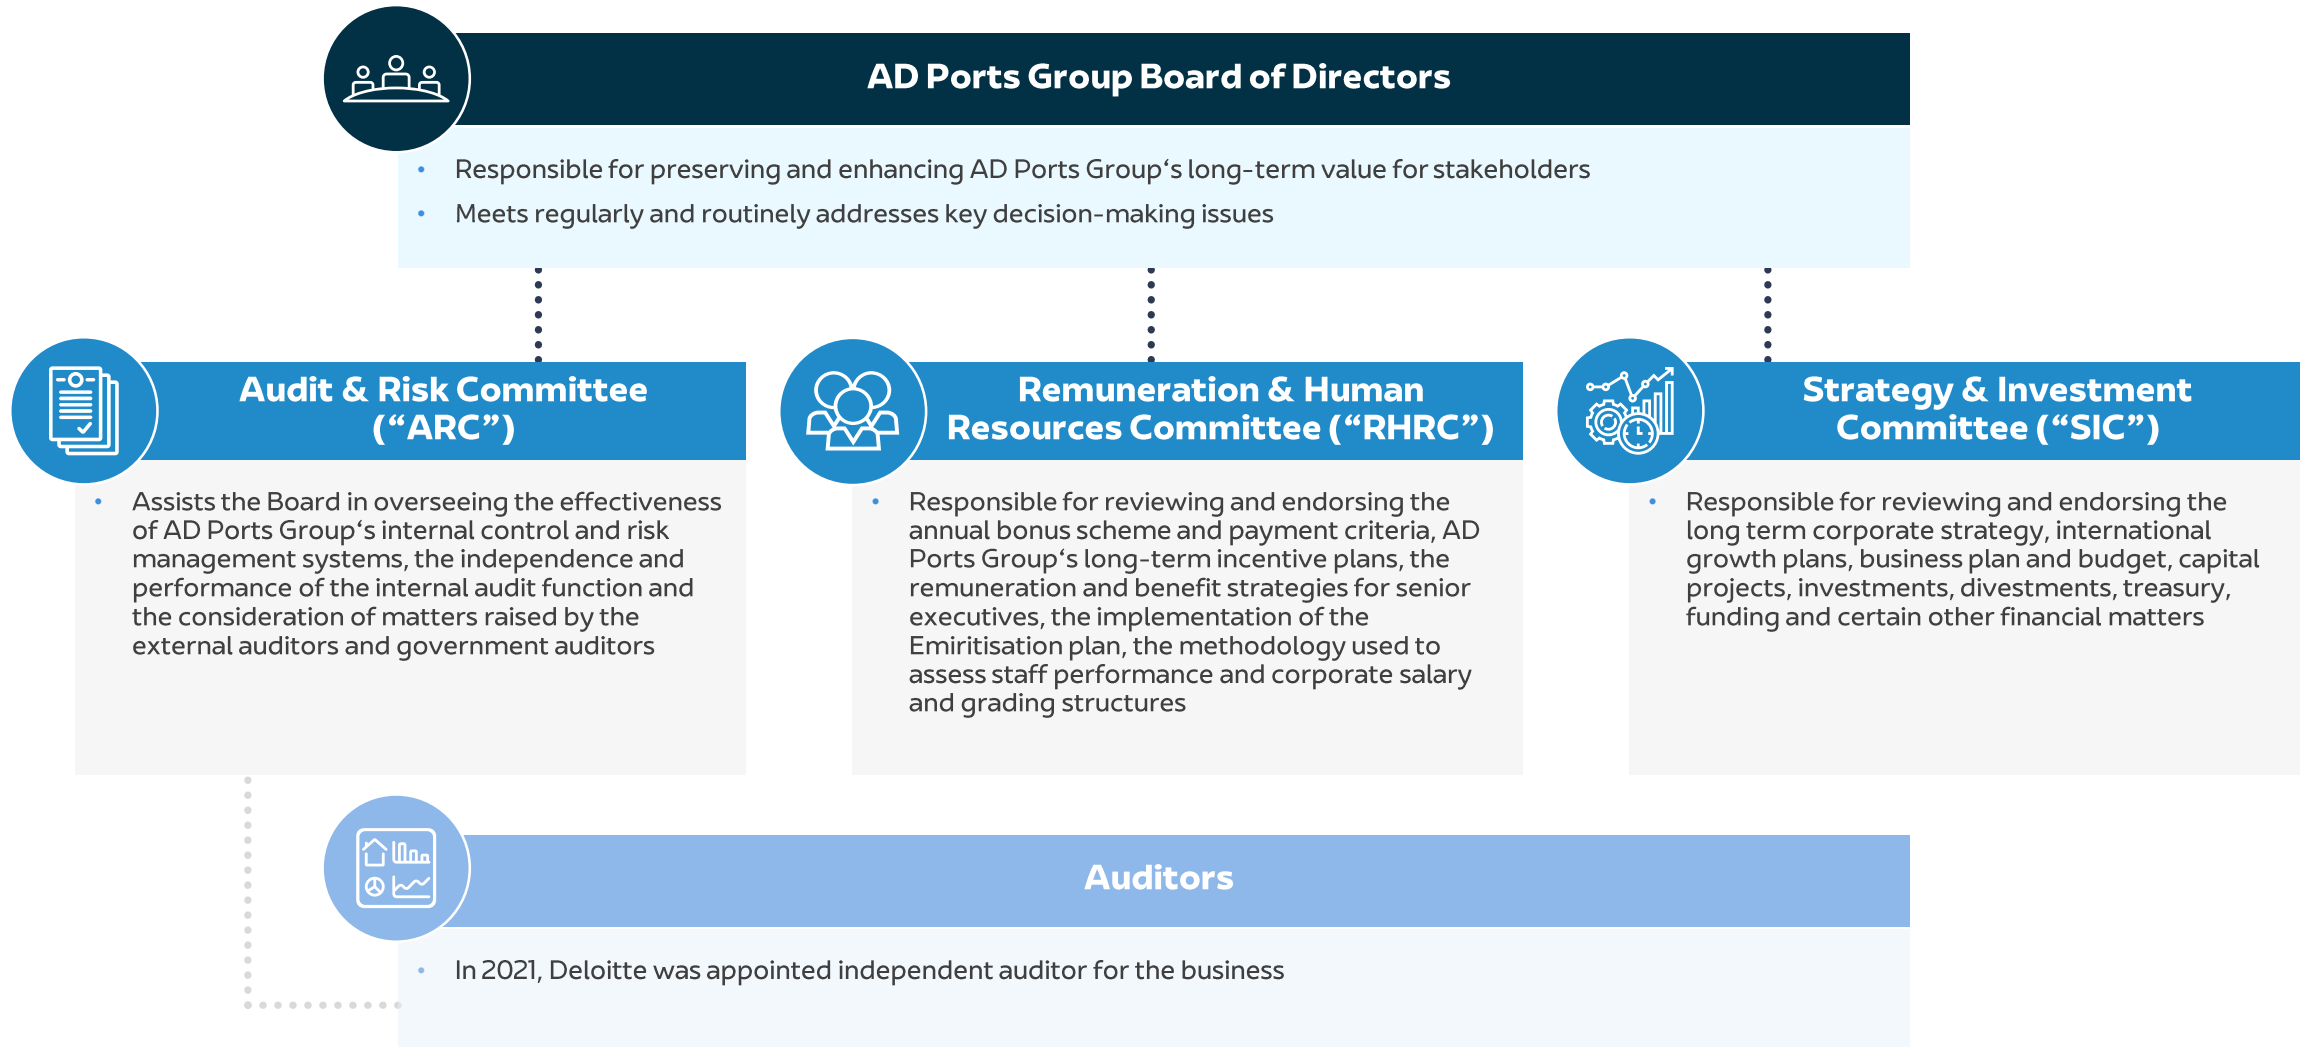 AD Ports Group Board of Directors
• Responsible for preserving and enhancing AD Ports Group‘s long-term value for stakeholders
• Meets regularly and routinely addresses key decision-making issues
Audit & Risk Committee
(“ARC”)
• Assists the Board in overseeing the effectiveness
of AD Ports Group‘s internal control and risk
management systems, the independence and
performance of the internal audit function and
the consideration of matters raised by the
external auditors and government auditors
Remuneration & Human
Resources Committee (“RHRC”)
• Responsible for reviewing and endorsing the
annual bonus scheme and payment criteria, AD
Ports Group‘s long-term incentive plans, the
remuneration and benefit strategies for senior
executives, the implementation of the
Emiritisation plan, the methodology used to
assess staff performance and corporate salary
and grading structures
Strategy & Investment
Committee (“SIC”)
• Responsible for reviewing and endorsing the
long term corporate strategy, international
growth plans, business plan and budget, capital
projects, investments, divestments, treasury,
funding and certain other financial matters
Auditors
• In 2021, Deloitte was appointed independent auditor for the business